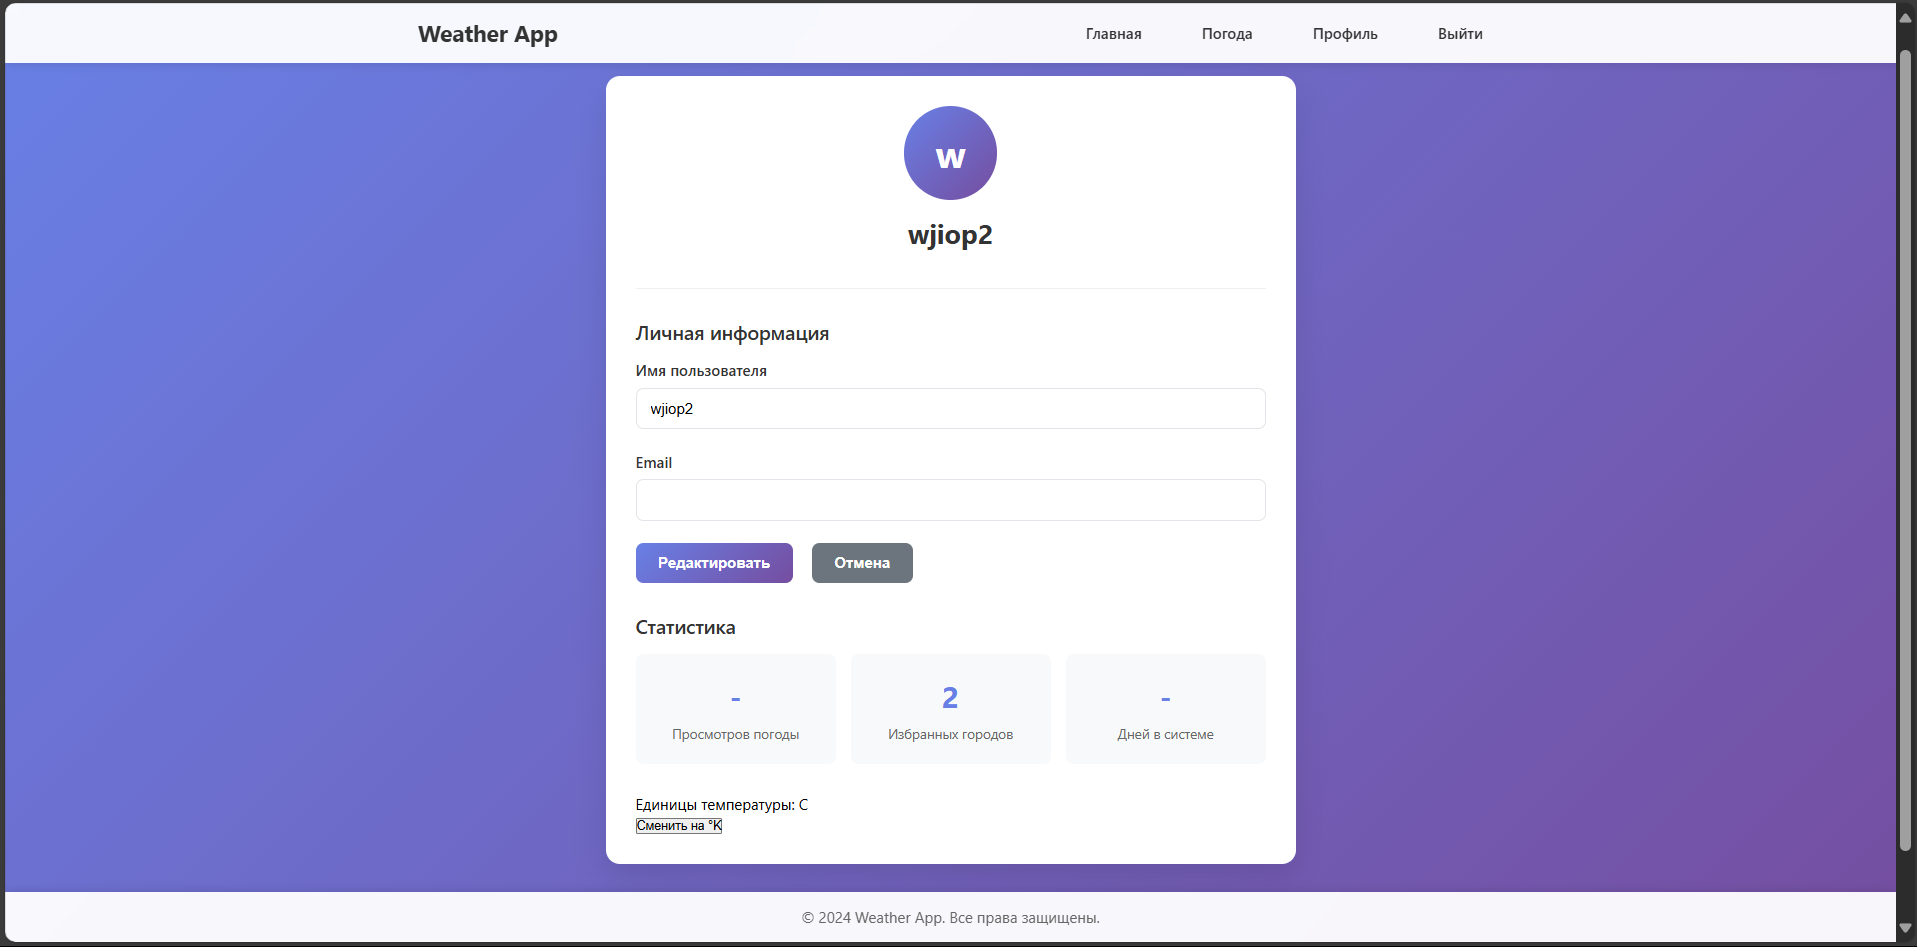 Weather App
Главная Погода Профиль Выйти
w
wjiop2
Личная информация
Имя пользователя
wjiop2
Email
Редактировать Отмена
Статистика
- 2 -
Просмотров погоды Избранных городов Дней в системе
Единицы температуры: C
Сменить на °K
© 2024 Weather App. Все права защищены.